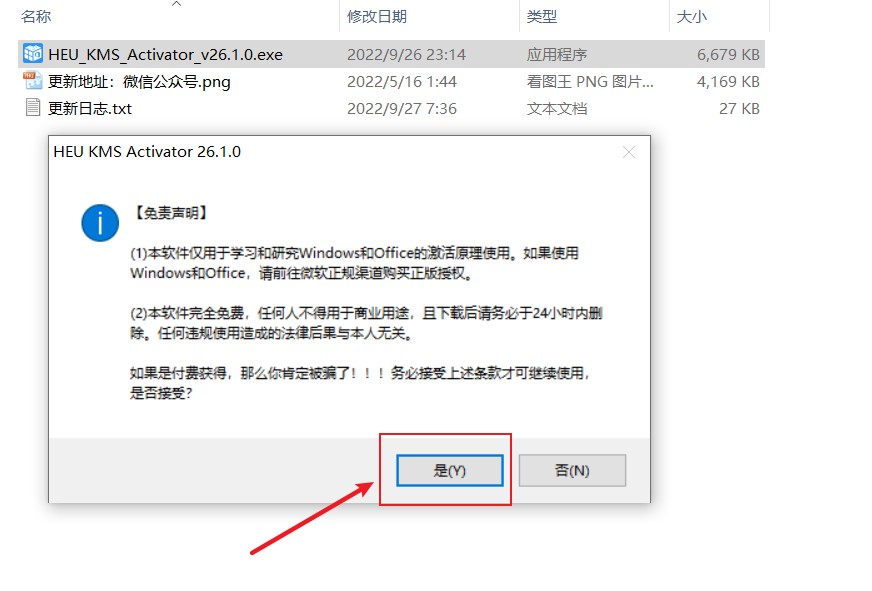 名称 修改日期 类型 大小
HEU_KMS_Activator_v26.1.0.exe 2022/9/26 23:14 应用程序 6,679 KB
更新地址：微信公众号.png 2022/5/16 1:44 看图王 PNG 图片... 4,169 KB
更新日志.txt 2022/9/27 7:36 文本文档 27 KB
HEU KMS Activator 26.1.0
【免责声明】
(1)本软件仅用于学习和研究Windows和Office的激活原理使用。如果使用
Windows和Office，请前往微软正规渠道购买正版授权。
(2)本软件完全免费，任何人不得用于商业用途，且下载后请务必于24小时内删
除。任何违规使用造成的法律后果与本人无关。
如果是付费获得，那么你肯定被骗了！！！务必接受上述条款才可继续使用，
是否接受?
是(Y) 否(N)